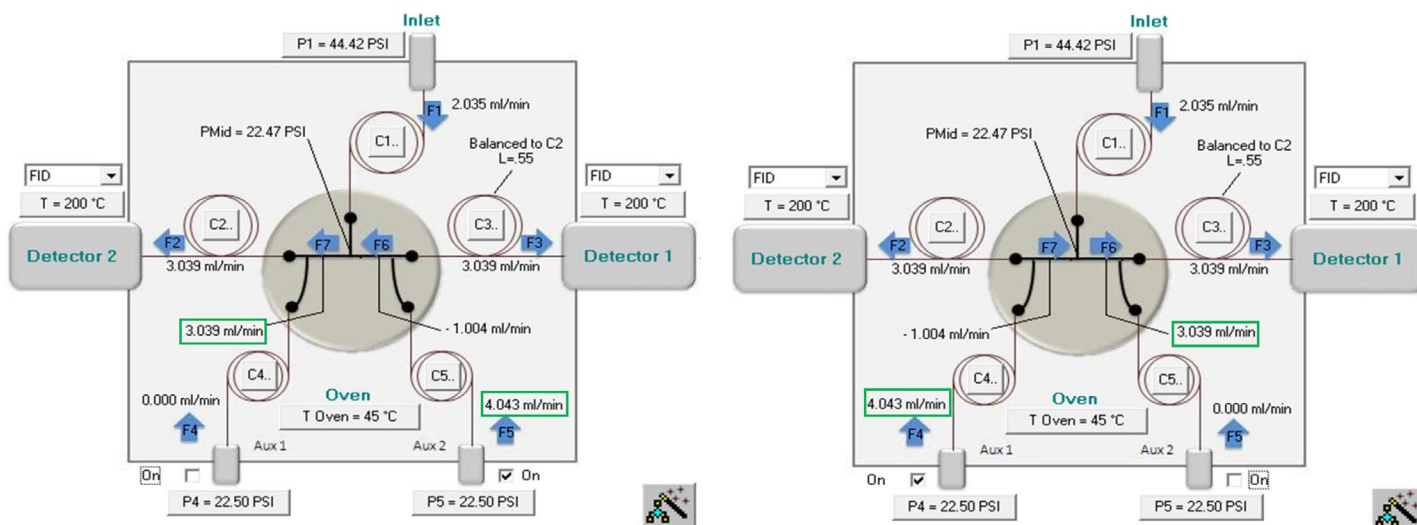 Inlet
P1 = 44.42 PSI
F1
2.035 ml/min
PMid = 22.47 PSI
C1..
Balanced to C2
L=.55
FID
T = 200 °C
FID
T = 200 °C
Detector 2
F2
C2..
3.039 ml/min
F7
F6
C3..
F3
3.039 ml/min
Detector 1
3.039 ml/min
- 1.004 ml/min
C4..
C5..
0.000 ml/min
F4
Oven
T Oven = 45 °C
4.043 ml/min
F5
Aux 1
Aux 2
On
On
P4 = 22.50 PSI
P5 = 22.50 PSI
Inlet
P1 = 44.42 PSI
F1
2.035 ml/min
PMid = 22.47 PSI
C1..
Balanced to C2
L=.55
FID
T = 200 °C
FID
T = 200 °C
Detector 2
F2
C2..
3.039 ml/min
F7
F6
C3..
F3
3.039 ml/min
Detector 1
- 1.004 ml/min
3.039 ml/min
C4..
C5..
4.043 ml/min
F4
Oven
T Oven = 45 °C
0.000 ml/min
F5
Aux 1
Aux 2
On
On
P4 = 22.50 PSI
P5 = 22.50 PSI